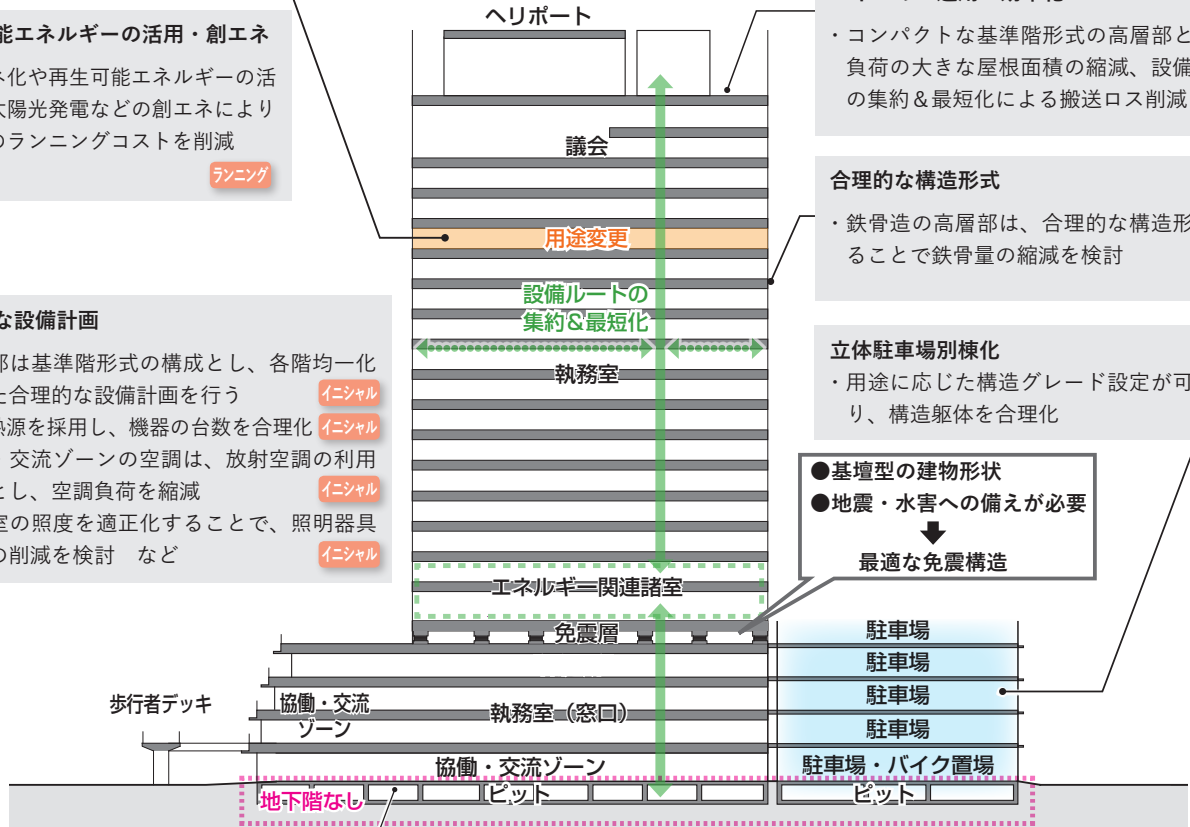 能エネルギーの活用・創エネ
ネ化や再生可能エネルギーの活
太陽光発電などの創エネにより
のランニングコストを削減
ランニング
な設備計画
部は基準階形式の構成とし、各階均一化
た合理的な設備計画を行う
イニシャル
熱源を採用し、機器の台数を合理化
イニシャル
交流ゾーンの空調は、放射空調の利用
とし、空調負荷を縮減
イニシャル
室の照度を適正化することで、照明器具
の削減を検討　など
イニシャル
ヘリポート
議会
用途変更
設備ルートの
集約＆最短化
執務室
エネルギー関連諸室
免震層
歩行者デッキ
協働・交流
ゾーン
執務室（窓口）
協働・交流ゾーン
地下階なし
ピット
・コンパクトな基準階形式の高層部と
負荷の大きな屋根面積の縮減、設備
の集約＆最短化による搬送ロス削減
合理的な構造形式
・鉄骨造の高層部は、合理的な構造形
ることで鉄骨量の縮減を検討
立体駐車場別棟化
・用途に応じた構造グレード設定が可
り、構造躯体を合理化
●基壇型の建物形状
●地震・水害への備えが必要
最適な免震構造
駐車場
駐車場
駐車場
駐車場
駐車場・バイク置場
ピット